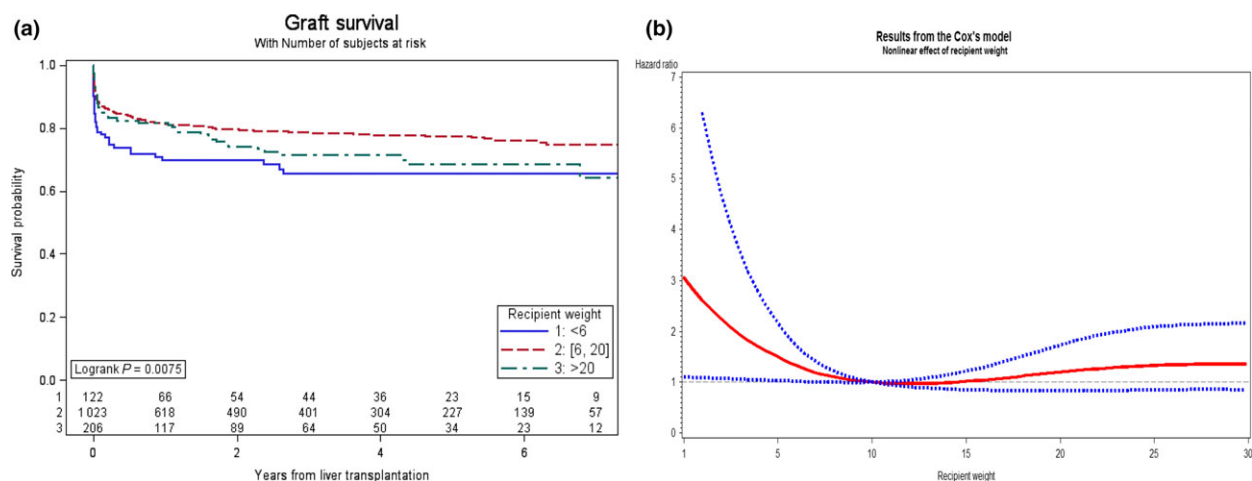 (a)
Graft survival
With Number of subjects at risk
1.0
0.8
0.6
0.4
0.2
0.0
Survival probability
Recipient weight
1: <6
2: [6, 20]
3: >20
Logrank P = 0.0075
1 122 66 54 44 36 23 15 9
2 1 023 618 490 401 304 227 139 57
3 206 117 89 64 50 34 23 12
0 2 4 6
Years from liver transplantation
(b)
Results from the Cox's model
Nonlinear effect of recipient weight
Hazard ratio
7
6
5
4
3
2
1
0
1 5 10 15 20 25 30
Recipient weight